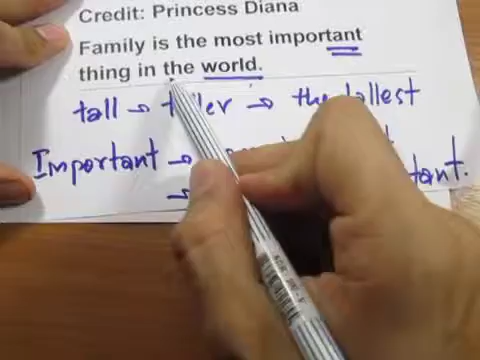 Credit: Princess Diana
Family is the most important
thing in the world.
tall → taller → the tallest
Important →
→